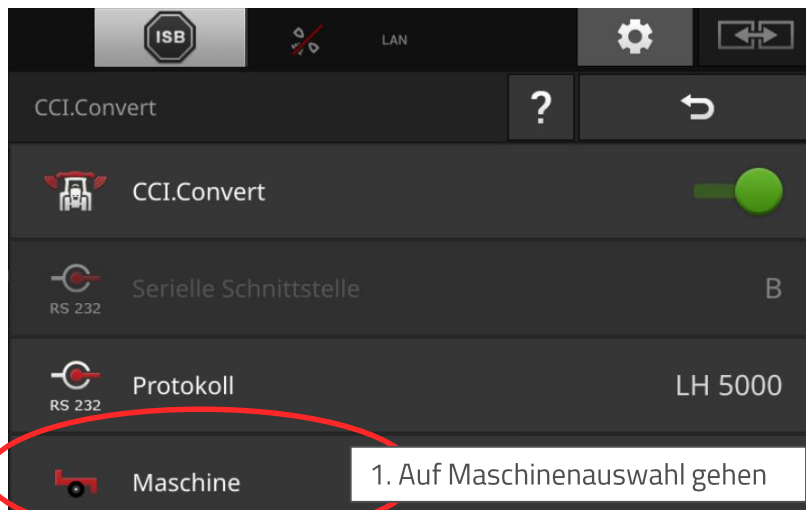 ISB
LAN
CCI.Convert
?
CCI.Convert
RS 232
Serielle Schnittstelle
B
RS 232
Protokoll
LH 5000
Maschine
1. Auf Maschinenauswahl gehen